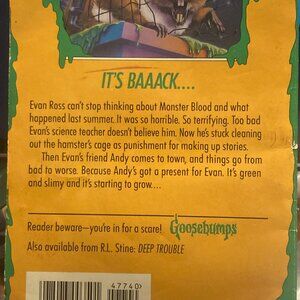 IT'S BAAACK....
Evan Ross can't stop thinking about Monster Blood and what
happened last summer. It was so horrible. So terrifying. Too bad
Evan's science teacher doesn't believe him. Now he's stuck cleaning
out the hamster's cage as punishment for making up stories.
Then Evan's friend Andy comes to town, and things go from
bad to worse. Because Andy's got a present for Evan. It's green
and slimy and it's starting to grow....
Reader beware—you're in for a scare! Goosebumps
Also available from R.L. Stine: DEEP TROUBLE
47740